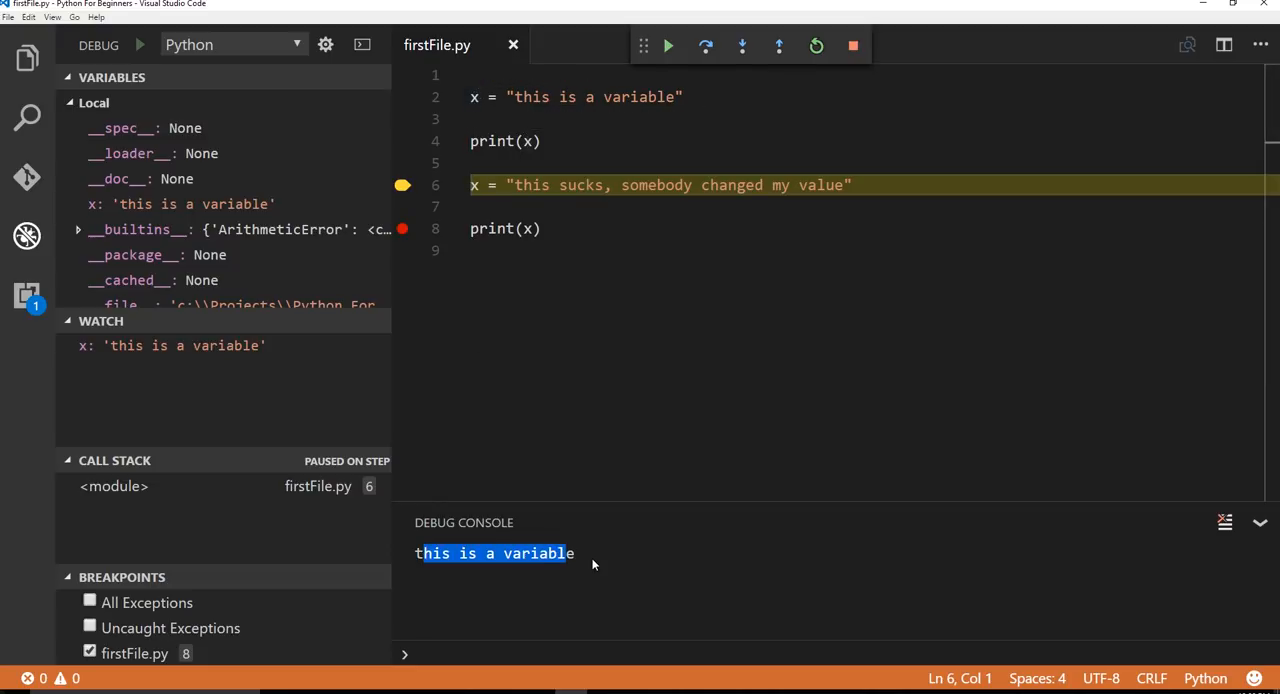 firstFile.py - Python For Beginners - Visual Studio Code
File Edit View Go Help
DEBUG Python
VARIABLES
Local
__spec__: None
__loader__: None
__doc__: None
x: 'this is a variable'
__builtins__: {'ArithmeticError': <c...
__package__: None
__cached__: None
__file__: 'c:\\Projects\\Python For
WATCH
x: 'this is a variable'
CALL STACK PAUSED ON STEP
<module> firstFile.py 6
BREAKPOINTS
All Exceptions
Uncaught Exceptions
firstFile.py 8
1
firstFile.py
1
2 x = "this is a variable"
3
4 print(x)
5
6 x = "this sucks, somebody changed my value"
7
8 print(x)
9
DEBUG CONSOLE
this is a variable
0 0 Ln 6, Col 1 Spaces: 4 UTF-8 CRLF Python